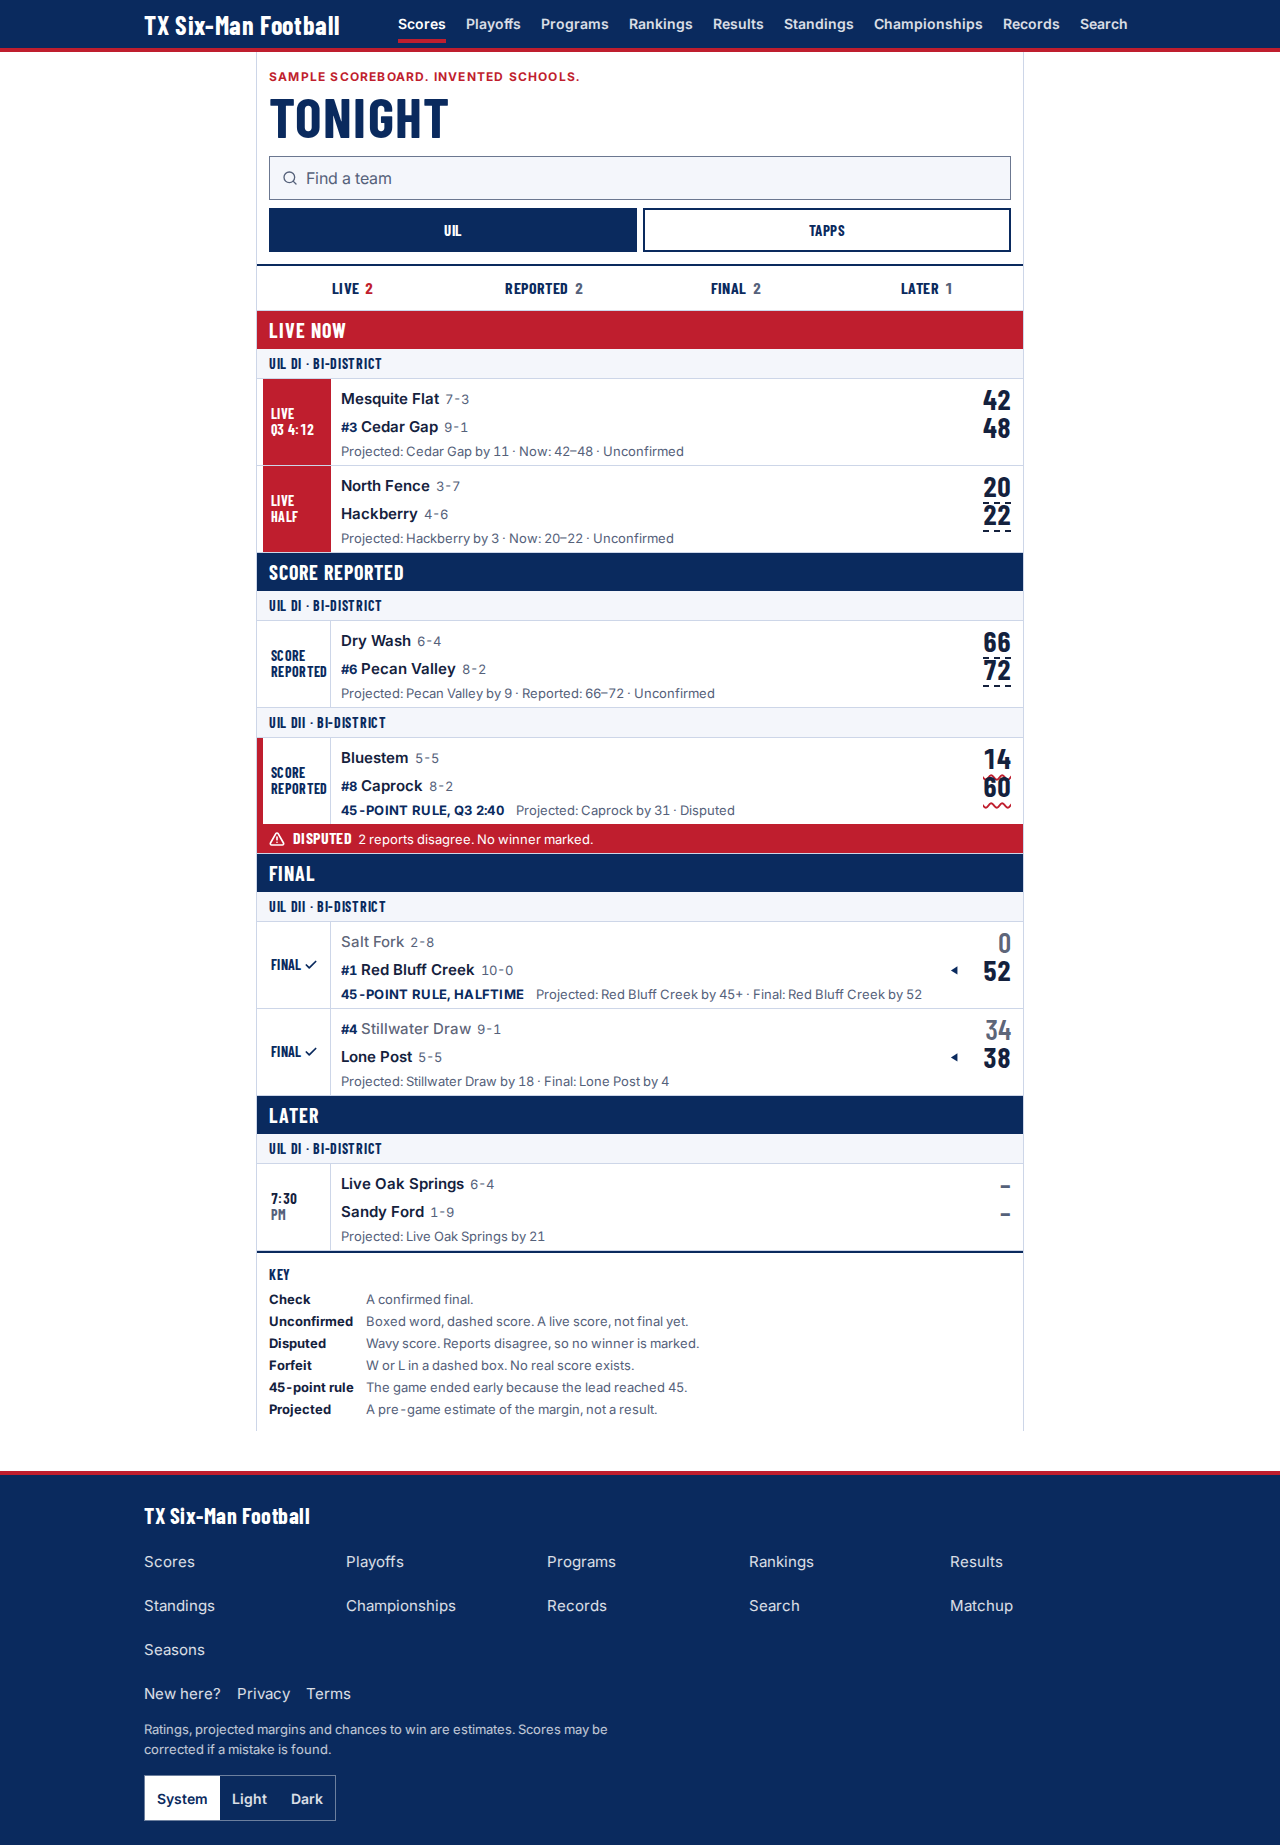 TX Six-Man Football
Scores Playoffs Programs Rankings Results Standings Championships Records Search
SAMPLE SCOREBOARD. INVENTED SCHOOLS.
TONIGHT
Find a team
UIL TAPPS
LIVE 2 REPORTED 2 FINAL 2 LATER 1
LIVE NOW
UIL DI · BI-DISTRICT
LIVE
Q3 4:12
Mesquite Flat 7-3 42
#3 Cedar Gap 9-1 48
Projected: Cedar Gap by 11 · Now: 42–48 · Unconfirmed
LIVE
HALF
North Fence 3-7 20
Hackberry 4-6 22
Projected: Hackberry by 3 · Now: 20–22 · Unconfirmed
SCORE REPORTED
UIL DI · BI-DISTRICT
SCORE
REPORTED
Dry Wash 6-4 66
#6 Pecan Valley 8-2 72
Projected: Pecan Valley by 9 · Reported: 66–72 · Unconfirmed
UIL DII · BI-DISTRICT
SCORE
REPORTED
Bluestem 5-5 14
#8 Caprock 8-2 60
45-POINT RULE, Q3 2:40 Projected: Caprock by 31 · Disputed
DISPUTED 2 reports disagree. No winner marked.
FINAL
UIL DII · BI-DISTRICT
FINAL
Salt Fork 2-8 0
#1 Red Bluff Creek 10-0 52
45-POINT RULE, HALFTIME Projected: Red Bluff Creek by 45+ · Final: Red Bluff Creek by 52
FINAL
#4 Stillwater Draw 9-1 34
Lone Post 5-5 38
Projected: Stillwater Draw by 18 · Final: Lone Post by 4
LATER
UIL DI · BI-DISTRICT
7:30
PM
Live Oak Springs 6-4 –
Sandy Ford 1-9 –
Projected: Live Oak Springs by 21
KEY
Check A confirmed final.
Unconfirmed Boxed word, dashed score. A live score, not final yet.
Disputed Wavy score. Reports disagree, so no winner is marked.
Forfeit W or L in a dashed box. No real score exists.
45-point rule The game ended early because the lead reached 45.
Projected A pre-game estimate of the margin, not a result.
TX Six-Man Football
Scores Playoffs Programs Rankings Results
Standings Championships Records Search Matchup
Seasons
New here? Privacy Terms
Ratings, projected margins and chances to win are estimates. Scores may be
corrected if a mistake is found.
System Light Dark